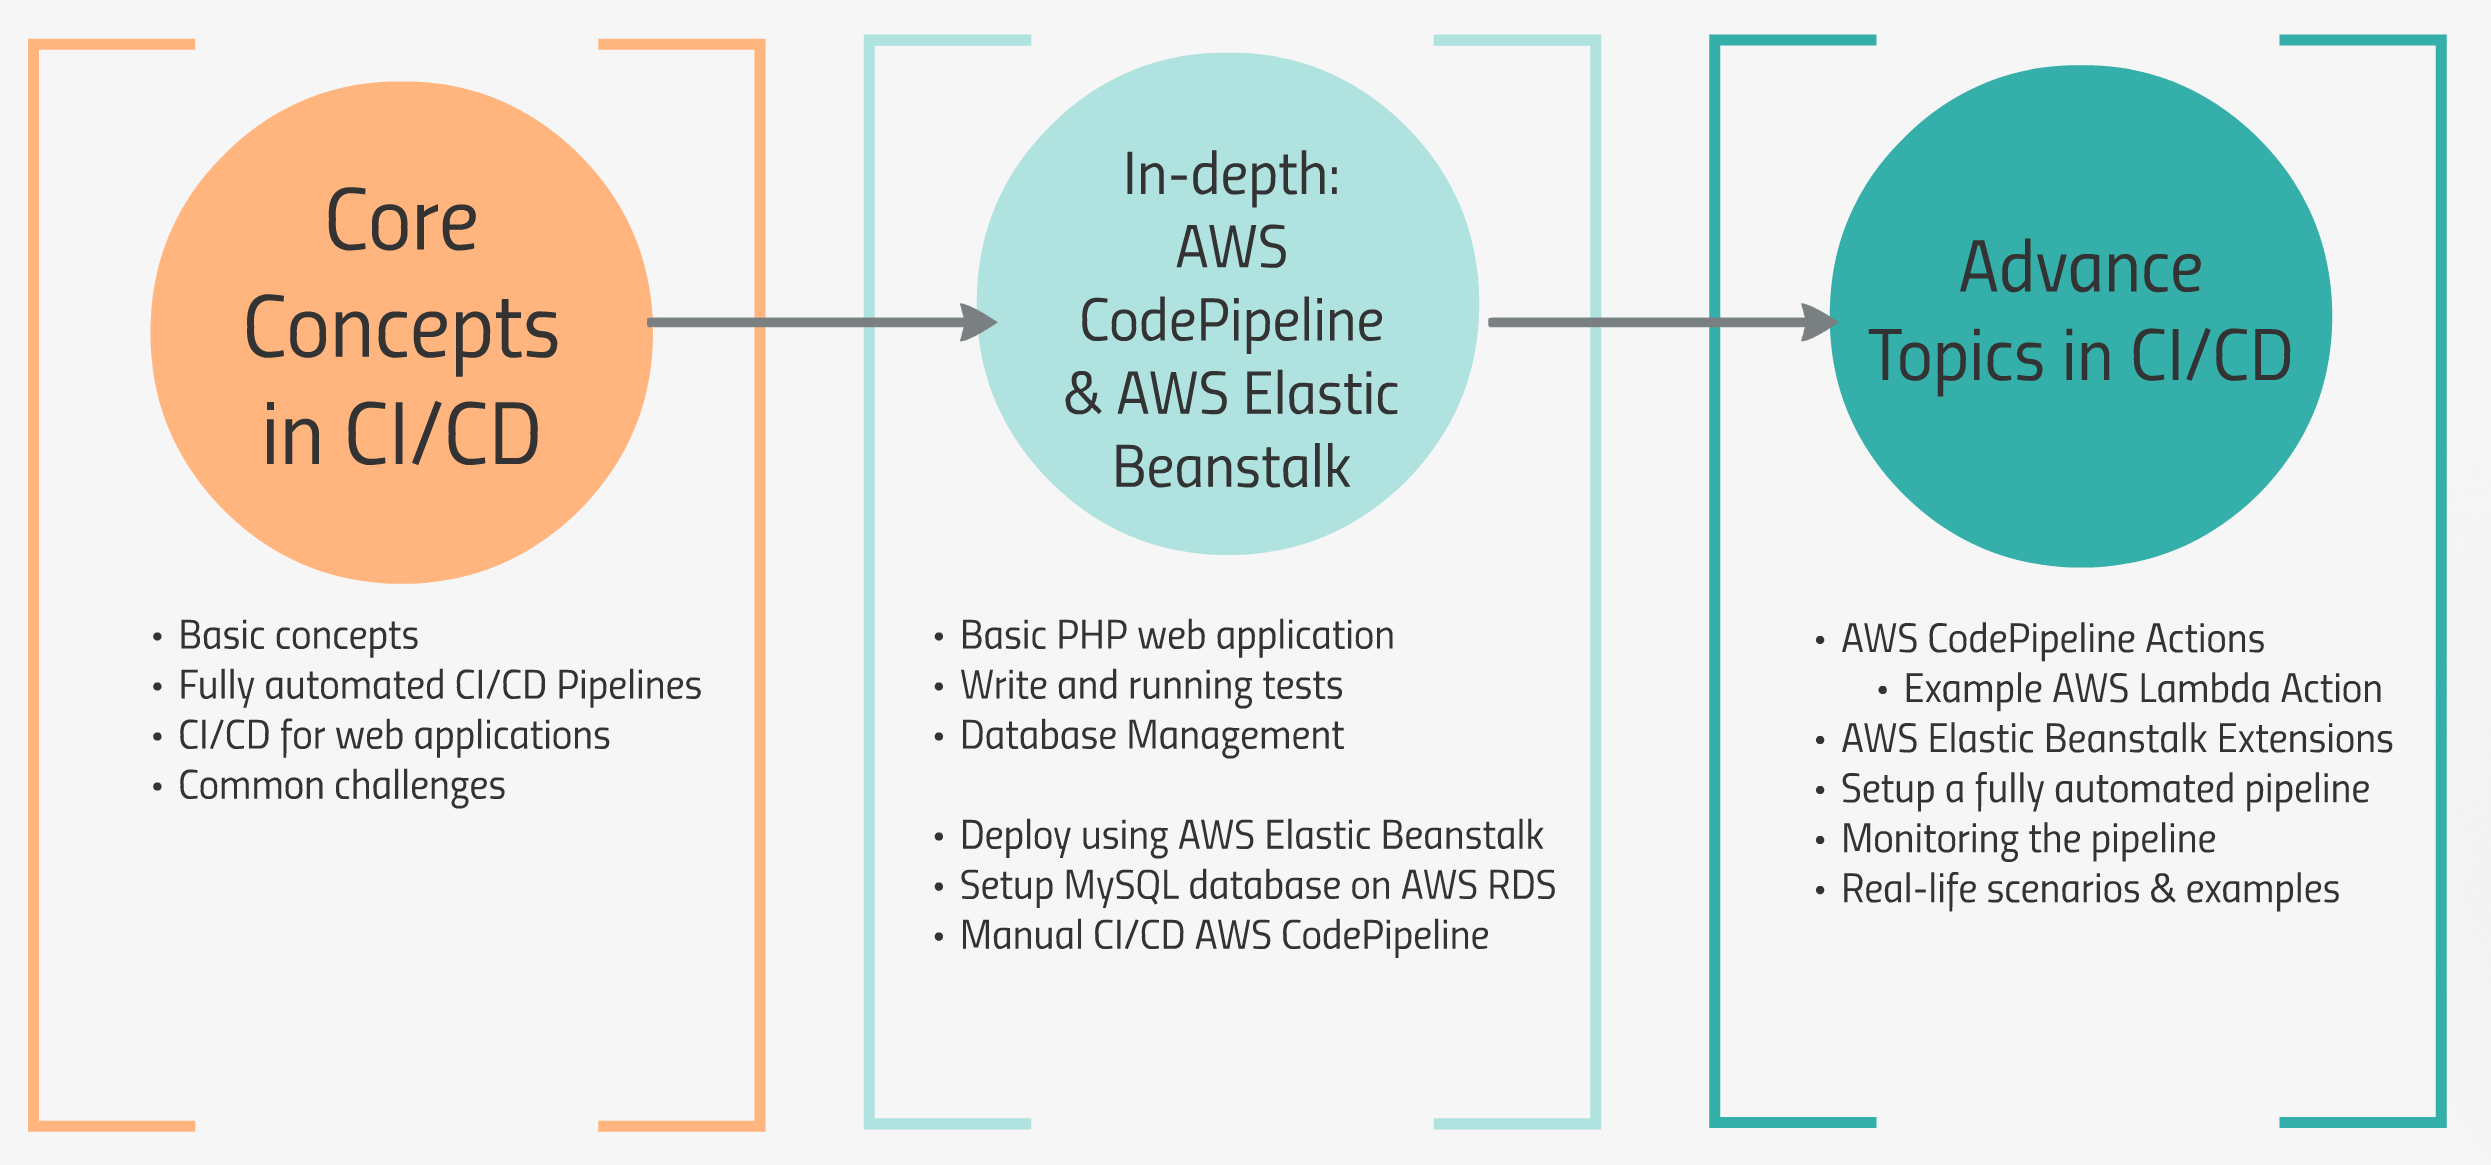 Core
Concepts
in CI/CD
• Basic concepts
• Fully automated CI/CD Pipelines
• CI/CD for web applications
• Common challenges
In-depth:
AWS
CodePipeline
& AWS Elastic
Beanstalk
• Basic PHP web application
• Write and running tests
• Database Management
• Deploy using AWS Elastic Beanstalk
• Setup MySQL database on AWS RDS
• Manual CI/CD AWS CodePipeline
Advance
Topics in CI/CD
• AWS CodePipeline Actions
• Example AWS Lambda Action
• AWS Elastic Beanstalk Extensions
• Setup a fully automated pipeline
• Monitoring the pipeline
• Real-life scenarios & examples